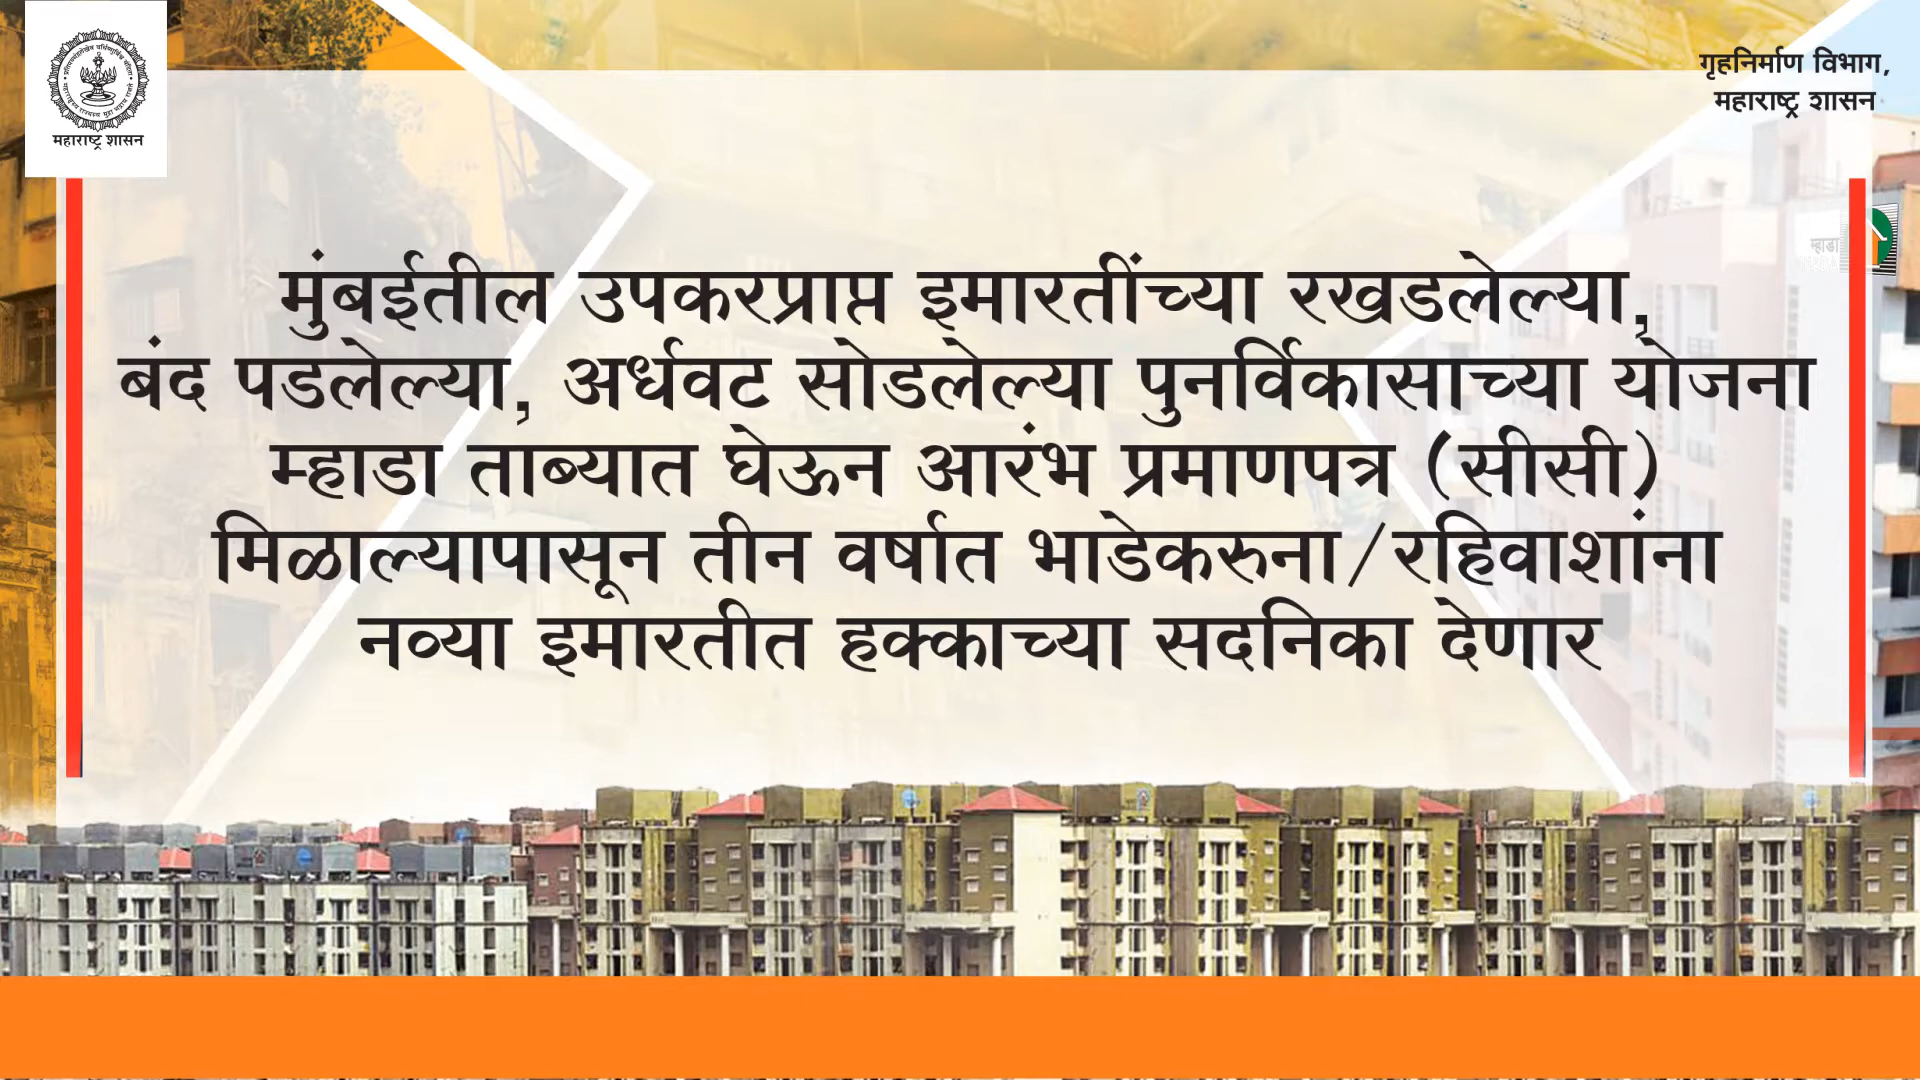 महाराष्ट्र शासन
गृहनिर्माण विभाग,
महाराष्ट्र शासन
म्हाडा
मुंबईतील उपकरप्राप्त इमारतींच्या रखडलेल्या,
बंद पडलेल्या, अर्धवट सोडलेल्या पुनर्विकासाच्या योजना
म्हाडा ताब्यात घेऊन आरंभ प्रमाणपत्र (सीसी)
मिळाल्यापासून तीन वर्षात भाडेकरुना/रहिवाशांना
नव्या इमारतीत हक्काच्या सदनिका देणार